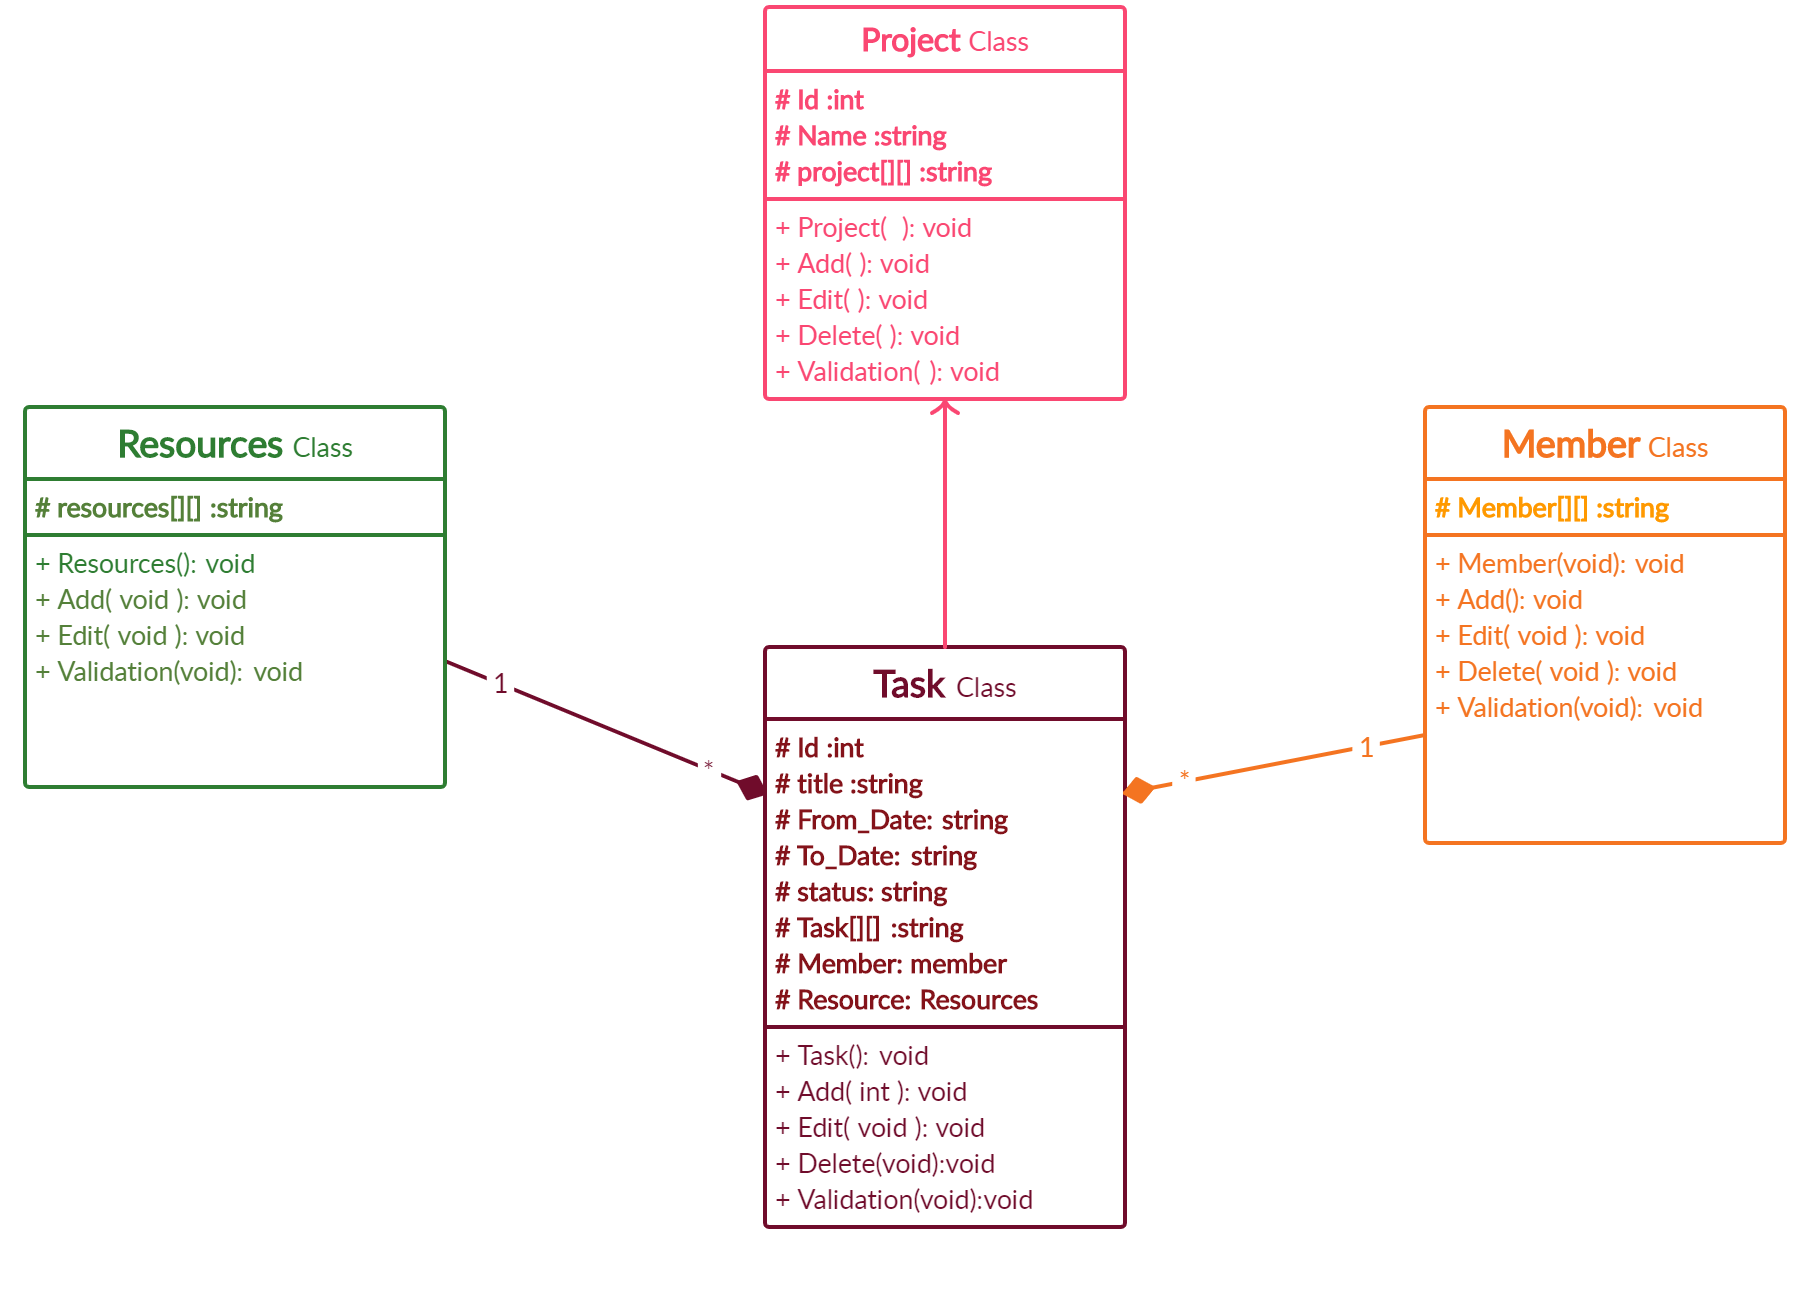 Project Class
# Id :int
# Name :string
# project[][] :string
+ Project(  ): void
+ Add( ): void
+ Edit( ): void
+ Delete( ): void
+ Validation( ): void
Resources Class
# resources[][] :string
+ Resources(): void
+ Add( void ): void
+ Edit( void ): void
+ Validation(void): void
Member Class
# Member[][] :string
+ Member(void): void
+ Add(): void
+ Edit( void ): void
+ Delete( void ): void
+ Validation(void): void
1
*
*
1
Task Class
# Id :int
# title :string
# From_Date: string
# To_Date: string
# status: string
# Task[][] :string
# Member: member
# Resource: Resources
+ Task(): void
+ Add( int ): void
+ Edit( void ): void
+ Delete(void):void
+ Validation(void):void